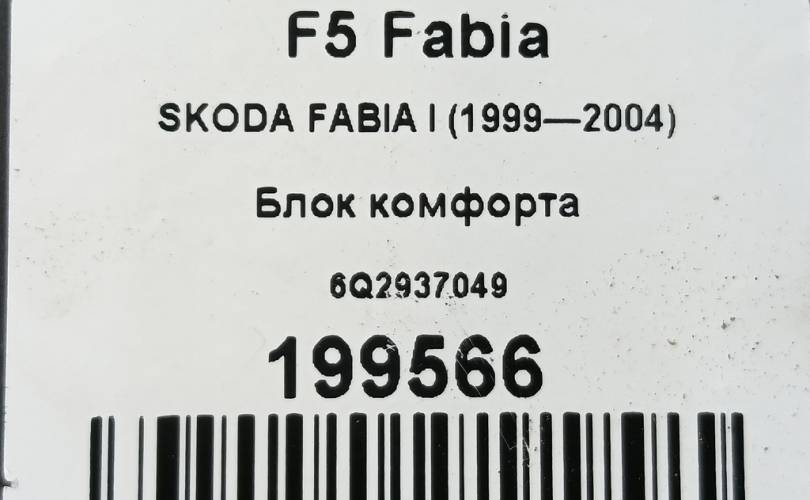 F5 Fabia
SKODA FABIA I (1999—2004)
Блок комфорта
6Q2937049
199566